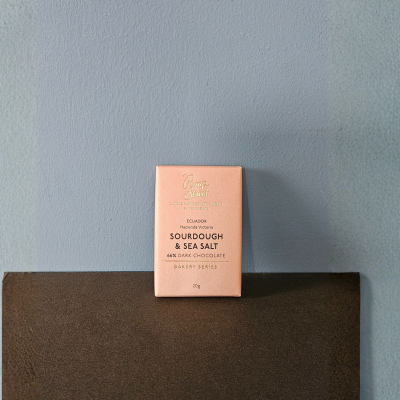 ECUADOR
Hacienda Victoria
SOURDOUGH
& SEA SALT
66% DARK CHOCOLATE
BAKERY SERIES
20g